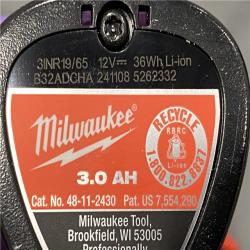 3INR19/65 12V⎓ 36Wh, Li-ion
B32ADGHA 241108 5262332
Milwaukee
RECYCLE
RBRC
Li-ion
1.800.822.8837
3.0 AH
Cat. No. 48-11-2430 Pat. US 7,554,290
Milwaukee Tool,
Brookfield, WI 53005
Professionally